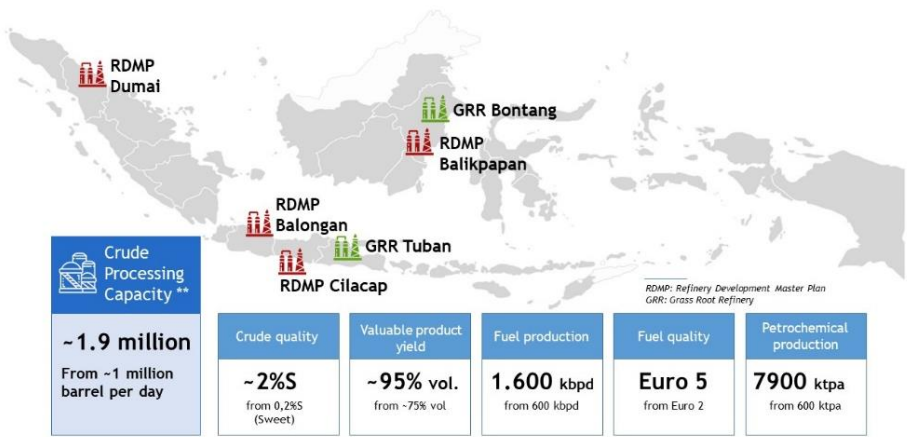 RDMP
Dumai
GRR Bontang
RDMP
Balikpapan
RDMP
Balongan
GRR Tuban
RDMP Cilacap
RDMP: Refinery Development Master Plan
GRR: Grass Root Refinery
Crude
Processing
Capacity **
~1.9 million
From ~1 million
barrel per day
Crude quality
~2%S
from 0,2%S
(Sweet)
Valuable product
yield
~95% vol.
from ~75% vol
Fuel production
1.600 kbpd
from 600 kbpd
Fuel quality
Euro 5
from Euro 2
Petrochemical
production
7900 ktpa
from 600 ktpa